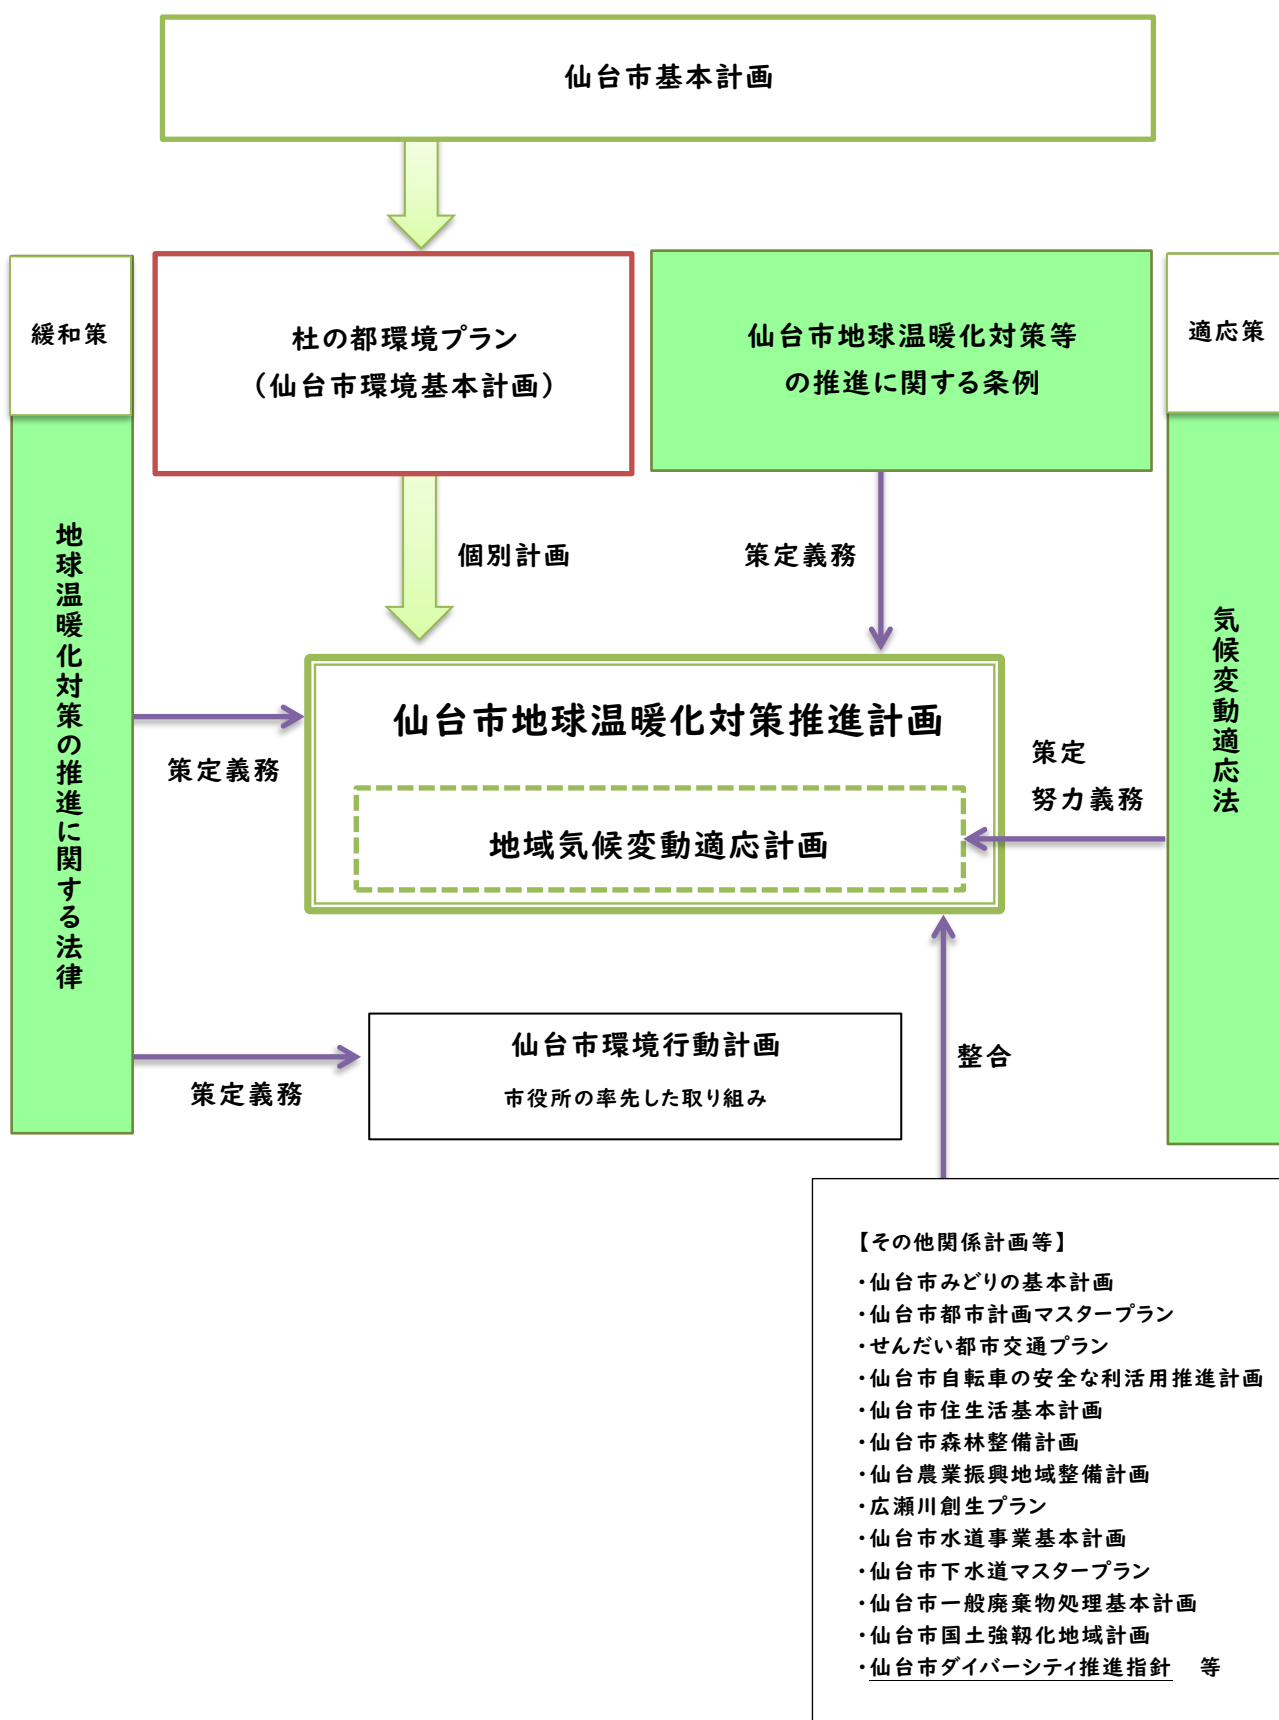 仙台市基本計画
緩和策
杜の都環境プラン
（仙台市環境基本計画）
仙台市地球温暖化対策等
の推進に関する条例
適応策
地球温暖化対策の推進に関する法律
個別計画
策定義務
気候変動適応法
仙台市地球温暖化対策推進計画
策定義務
策定
努力義務
地域気候変動適応計画
仙台市環境行動計画
市役所の率先した取り組み
策定義務
整合
【その他関係計画等】
・仙台市みどりの基本計画
・仙台市都市計画マスタープラン
・せんだい都市交通プラン
・仙台市自転車の安全な利活用推進計画
・仙台市住生活基本計画
・仙台市森林整備計画
・仙台農業振興地域整備計画
・広瀬川創生プラン
・仙台市水道事業基本計画
・仙台市下水道マスタープラン
・仙台市一般廃棄物処理基本計画
・仙台市国土強靱化地域計画
・仙台市ダイバーシティ推進指針　等